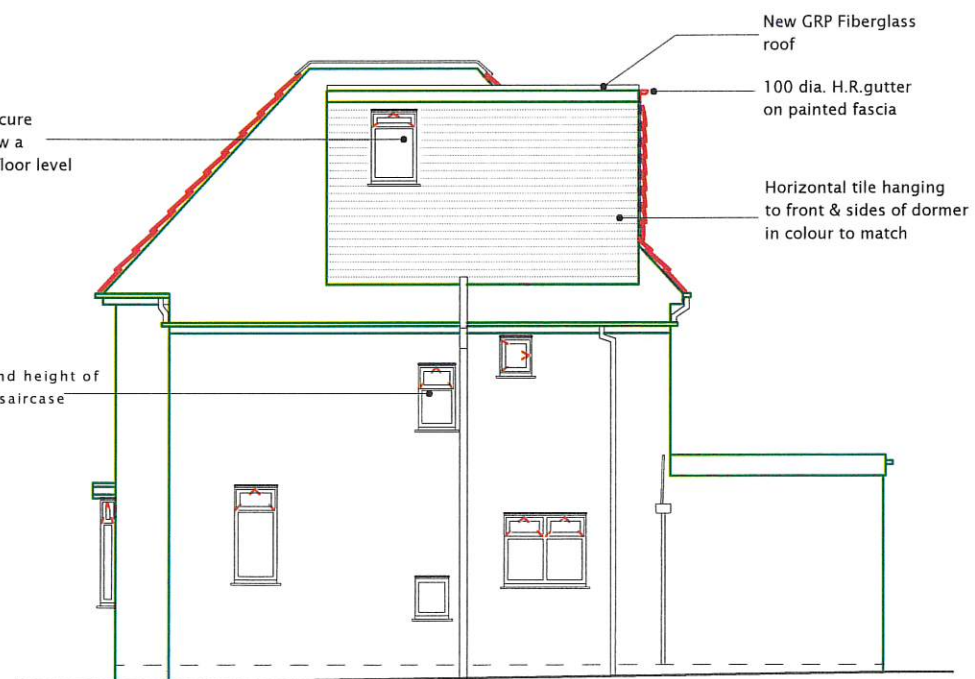 New GRP Fiberglass
roof
100 dia. H.R.gutter
on painted fascia
cure
w a
floor level
Horizontal tile hanging
to front & sides of dormer
in colour to match
nd height of
saircase